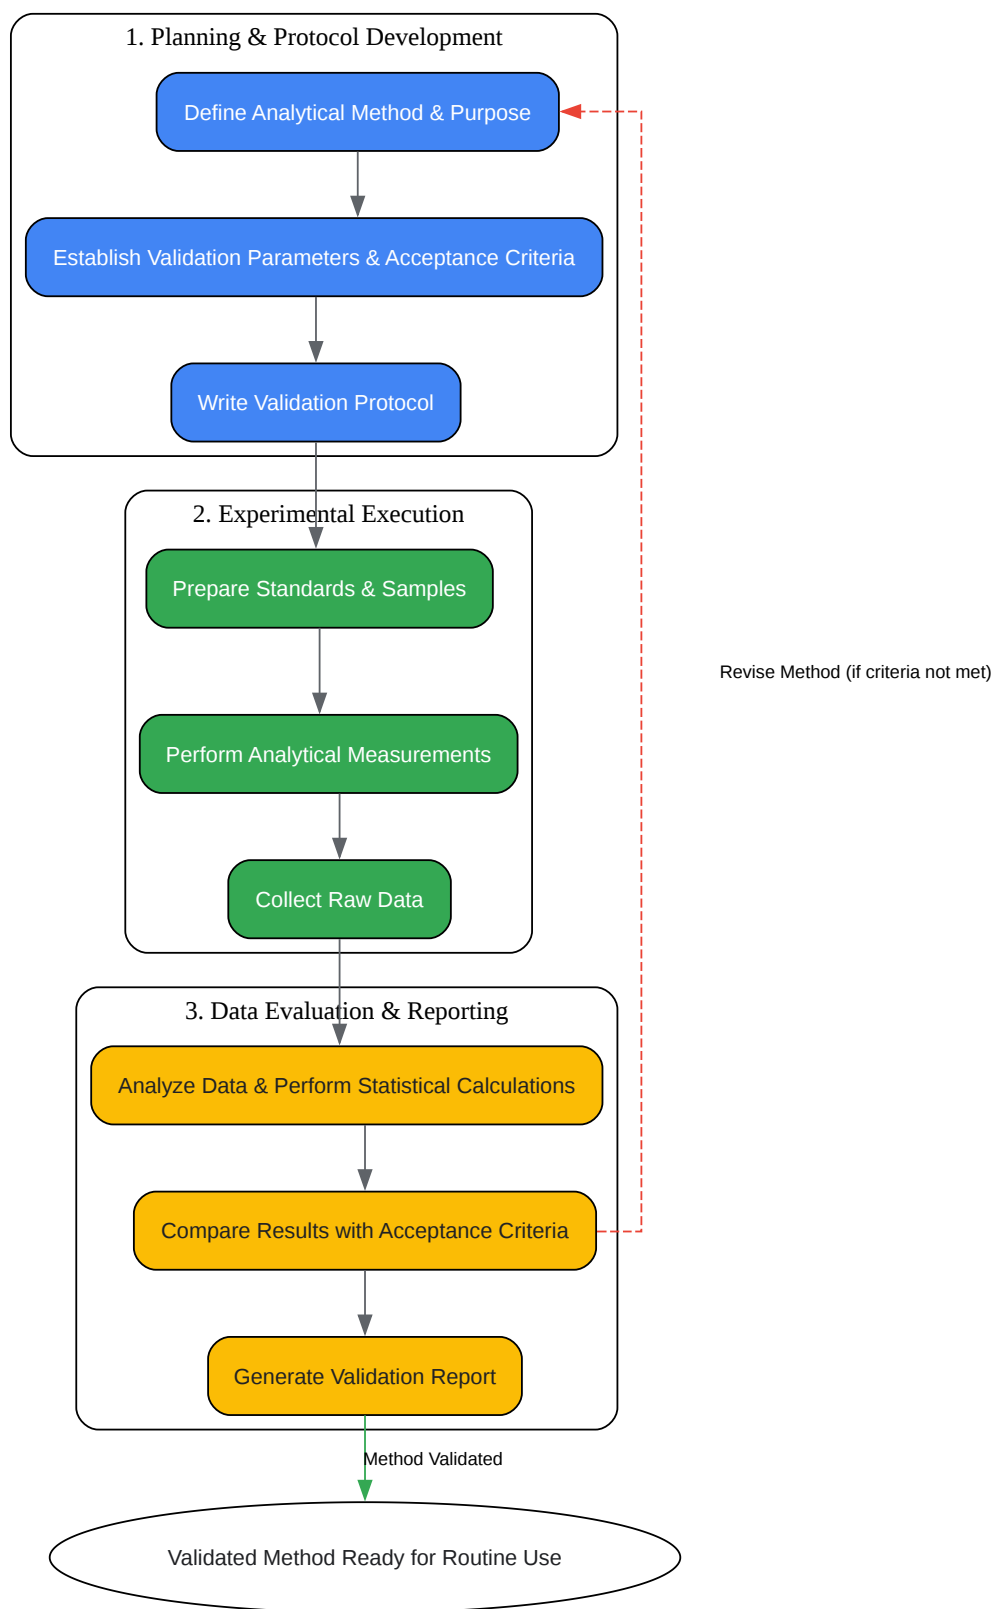 1. Planning & Protocol Development
Define Analytical Method & Purpose
Establish Validation Parameters & Acceptance Criteria
Write Validation Protocol
2. Experimental Execution
Prepare Standards & Samples
Revise Method (if criteria not met)
Perform Analytical Measurements
Collect Raw Data
3. Data Evaluation & Reporting
Analyze Data & Perform Statistical Calculations
Compare Results with Acceptance Criteria
Generate Validation Report
Method Validated
Validated Method Ready for Routine Use